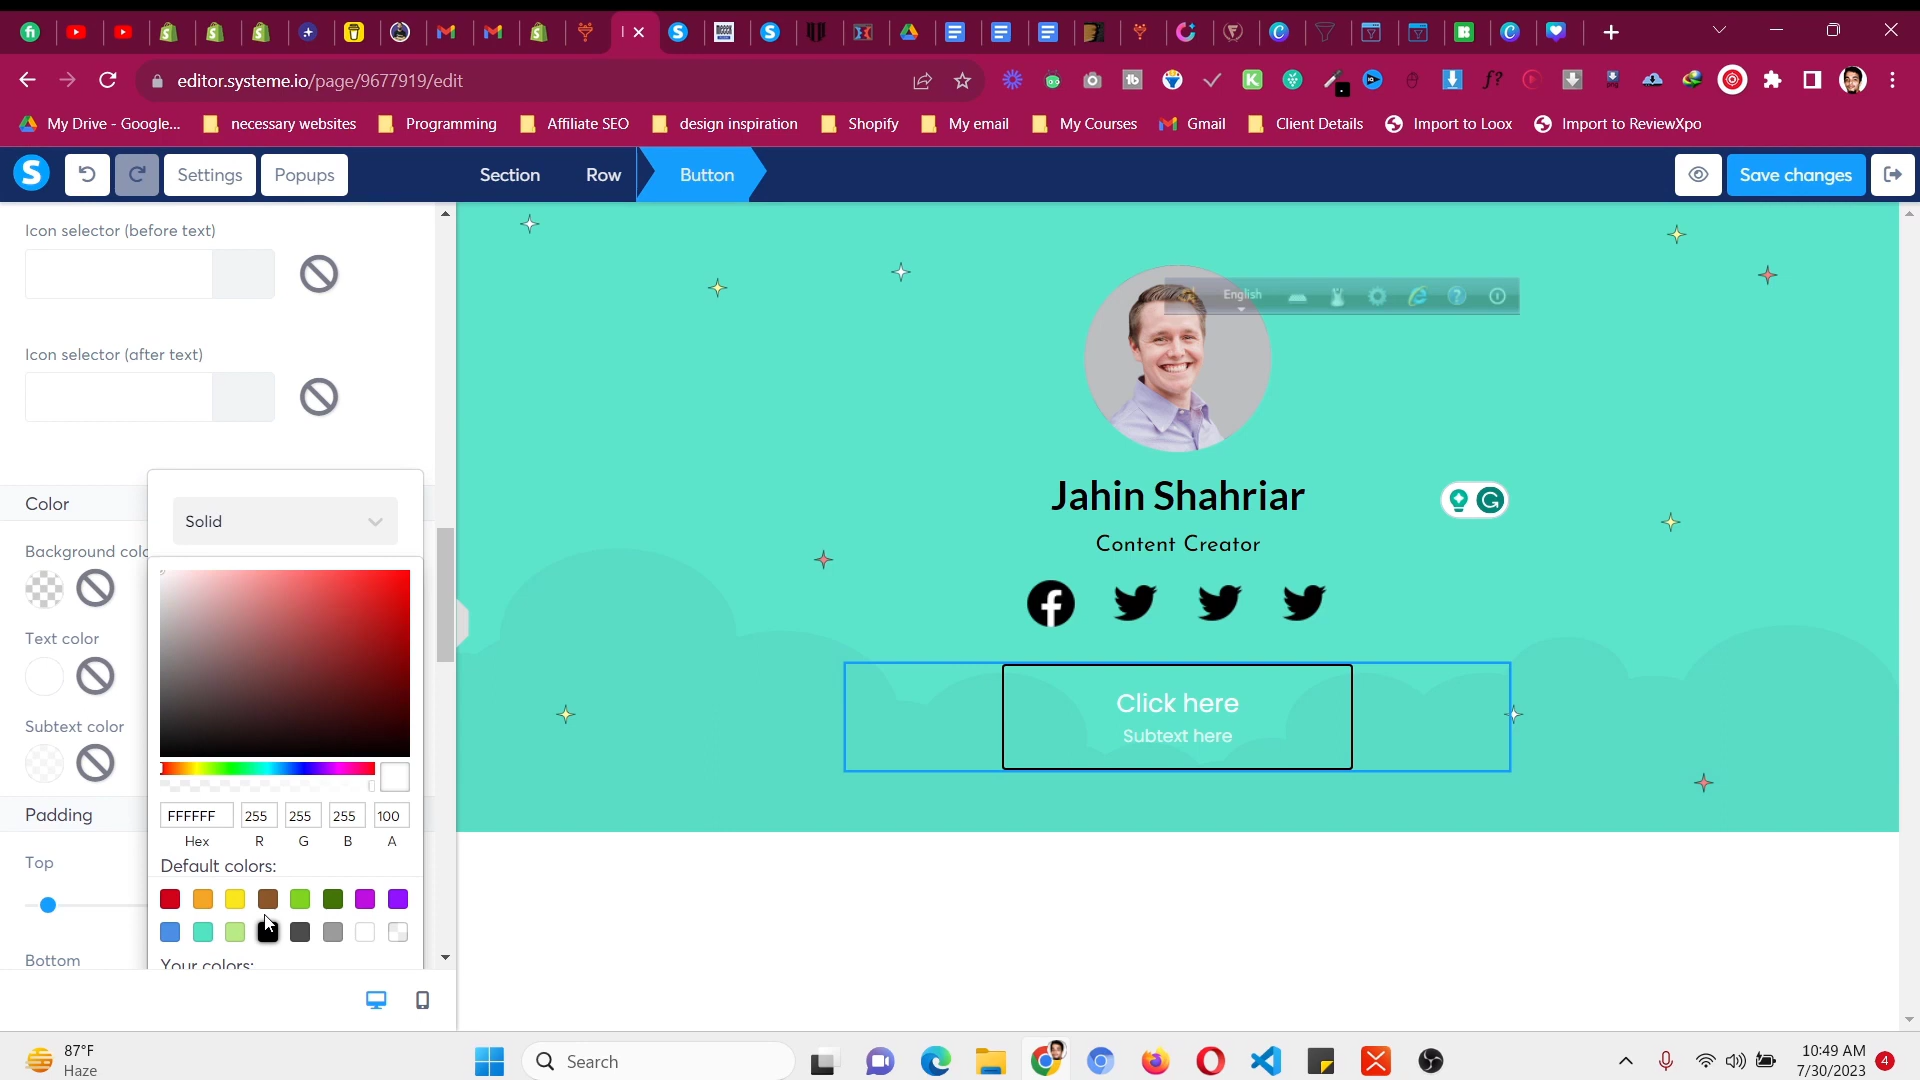 editor.systeme.io/page/9677919/edit
My Drive - Google...
necessary websites
Programming
Affiliate SEO
design inspiration
Shopify
My email
My Courses
Gmail
Client Details
Import to Loox
Import to ReviewXpo
Settings
Popups
Section
Row
Button
Save changes
Icon selector (before text)
Icon selector (after text)
Color
Solid
Background colo
Text color
Subtext color
FFFFFF 255 255 255 100
Hex R G B A
Default colors:
Your colors:
Padding
Top
Bottom
English
Jahin Shahriar
Content Creator
Click here
Subtext here
87°F
Haze
Search
10:49 AM
7/30/2023
4